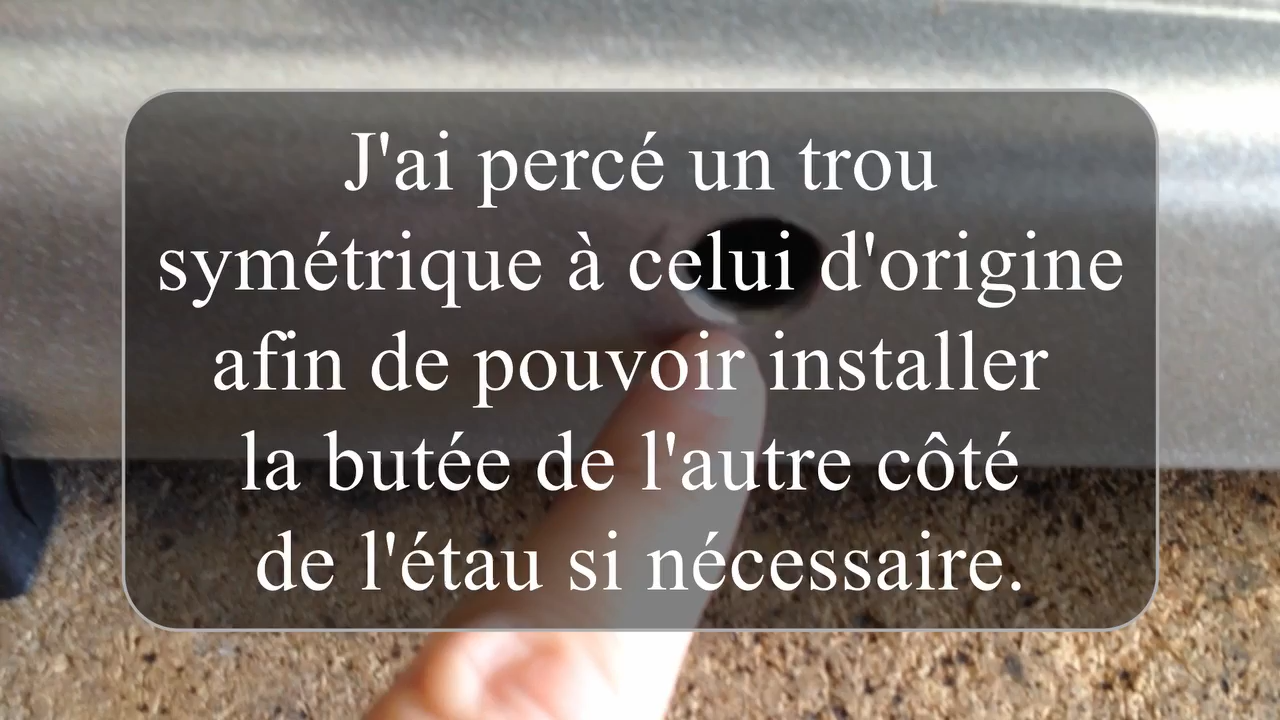 J'ai percé un trou
symétrique à celui d'origine
afin de pouvoir installer
la butée de l'autre côté
de l'étau si nécessaire.